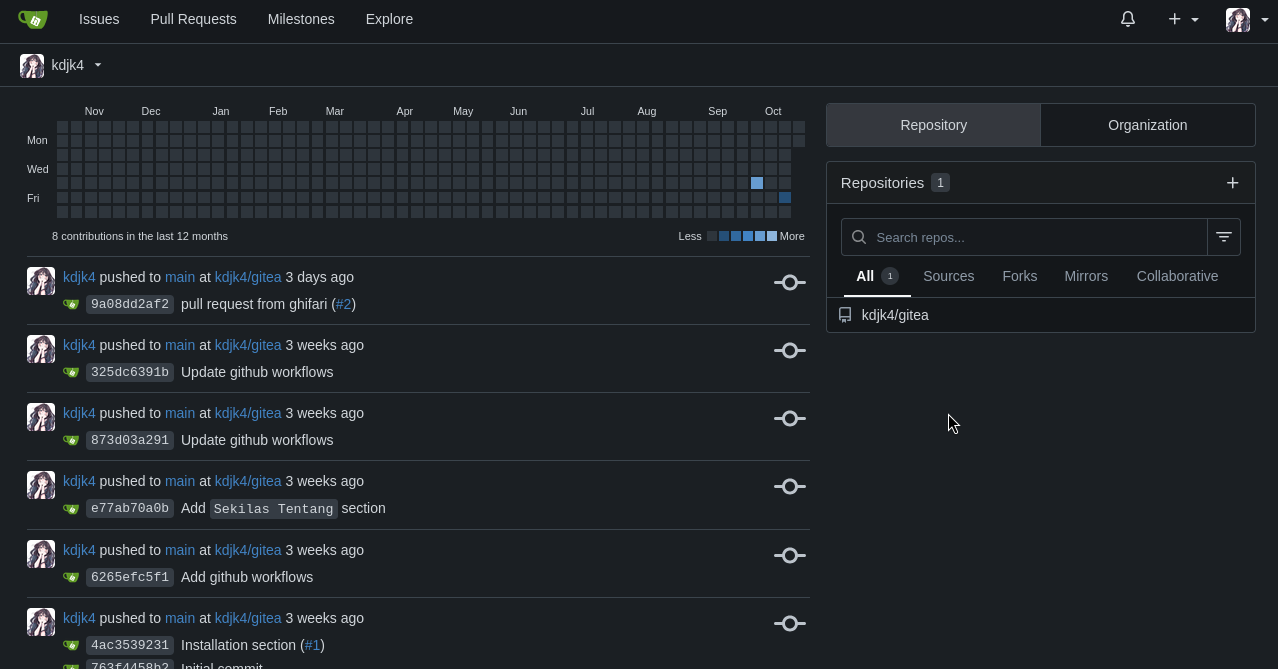 Issues Pull Requests Milestones Explore
kdjk4
Nov Dec Jan Feb Mar Apr May Jun Jul Aug Sep Oct
Mon
Wed
Fri
8 contributions in the last 12 months Less More
kdjk4 pushed to main at kdjk4/gitea 3 days ago
9a08dd2af2 pull request from ghifari (#2)
kdjk4 pushed to main at kdjk4/gitea 3 weeks ago
325dc6391b Update github workflows
kdjk4 pushed to main at kdjk4/gitea 3 weeks ago
873d03a291 Update github workflows
kdjk4 pushed to main at kdjk4/gitea 3 weeks ago
e77ab70a0b Add Sekilas Tentang section
kdjk4 pushed to main at kdjk4/gitea 3 weeks ago
6265efc5f1 Add github workflows
kdjk4 pushed to main at kdjk4/gitea 3 weeks ago
4ac3539231 Installation section (#1)
763f4458b2 Initial commit
Repository Organization
Repositories 1
Search repos...
All 1 Sources Forks Mirrors Collaborative
kdjk4/gitea